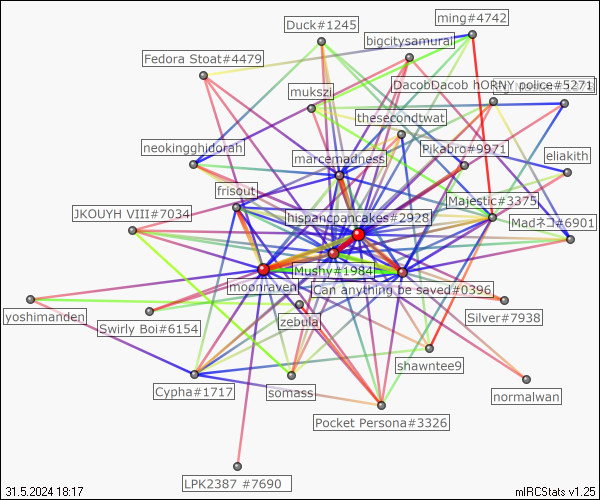 Duck#1245
ming#4742
bigcitysamurai
Fedora Stoat#4479
DacobDacob hORNY police#5271
mukszi
thesecondtwat
neokingghidorah
marcemadness
Pikabro#9971
eliakith
frisout
Majestic#3375
JKOUYH VIII#7034
hispancpancakes#2928
Madネコ#6901
Mushy#1984
moonraven
Can anything be saved#0396
yoshimanden
zebula
Silver#7938
Swirly Boi#6154
shawntee9
Cypha#1717
somass
normalwan
Pocket Persona#3326
LPK2387 #7690
31.5.2024 18:17
mIRCStats v1.25